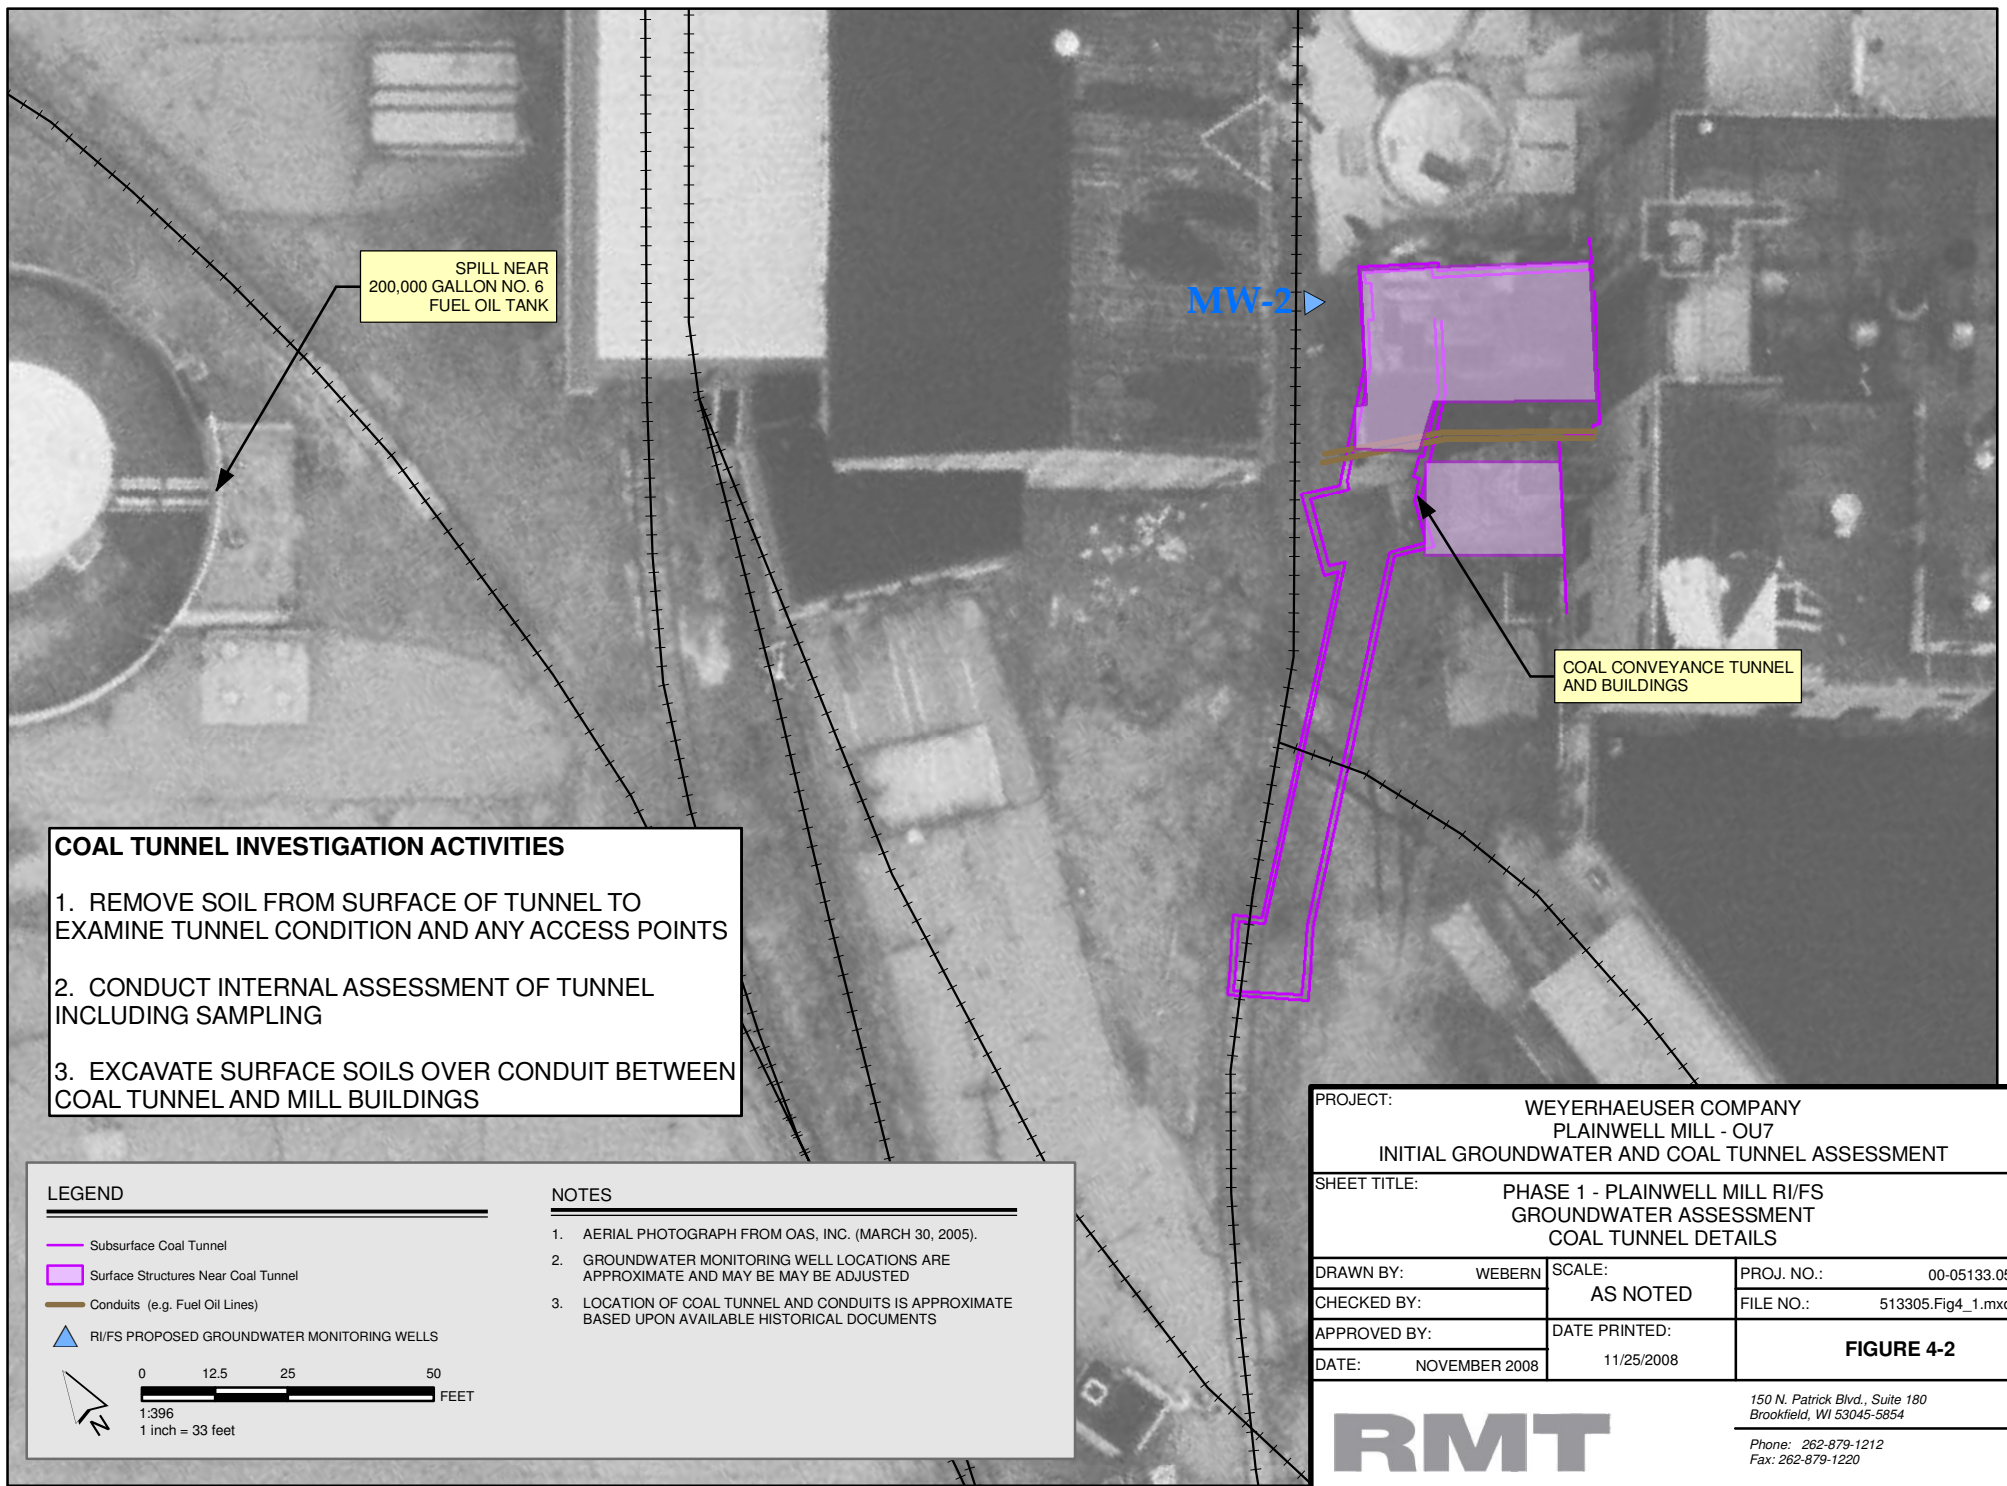 SPILL NEAR
200,000 GALLON NO. 6
FUEL OIL TANK
MW-2
COAL CONVEYANCE TUNNEL
AND BUILDINGS
COAL TUNNEL INVESTIGATION ACTIVITIES
1. REMOVE SOIL FROM SURFACE OF TUNNEL TO
EXAMINE TUNNEL CONDITION AND ANY ACCESS POINTS
2. CONDUCT INTERNAL ASSESSMENT OF TUNNEL
INCLUDING SAMPLING
3. EXCAVATE SURFACE SOILS OVER CONDUIT BETWEEN
COAL TUNNEL AND MILL BUILDINGS
LEGEND
Subsurface Coal Tunnel
Surface Structures Near Coal Tunnel
Conduits (e.g. Fuel Oil Lines)
RI/FS PROPOSED GROUNDWATER MONITORING WELLS
N
0 12.5 25 50
FEET
1:396
1 inch = 33 feet
NOTES
1. AERIAL PHOTOGRAPH FROM OAS, INC. (MARCH 30, 2005).
2. GROUNDWATER MONITORING WELL LOCATIONS ARE
APPROXIMATE AND MAY BE MAY BE ADJUSTED
3. LOCATION OF COAL TUNNEL AND CONDUITS IS APPROXIMATE
BASED UPON AVAILABLE HISTORICAL DOCUMENTS
PROJECT:
WEYERHAEUSER COMPANY
PLAINWELL MILL - OU7
INITIAL GROUNDWATER AND COAL TUNNEL ASSESSMENT
SHEET TITLE:
PHASE 1 - PLAINWELL MILL RI/FS
GROUNDWATER ASSESSMENT
COAL TUNNEL DETAILS
DRAWN BY: WEBERN
SCALE:
AS NOTED
PROJ. NO.: 00-05133.05
CHECKED BY:
FILE NO.: 513305.Fig4_1.mxd
APPROVED BY:
DATE PRINTED:
11/25/2008
FIGURE 4-2
DATE: NOVEMBER 2008
RMT
150 N. Patrick Blvd., Suite 180
Brookfield, WI 53045-5854
Phone: 262-879-1212
Fax: 262-879-1220